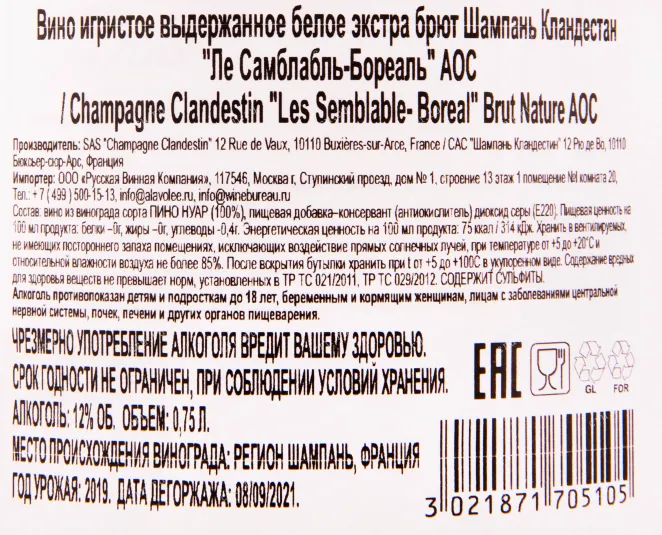 Вино игристое выдержанное белое экстра брют Шампань Кландестан
"Ле Самблабль-Бореаль" АОС
/ Champagne Clandestin "Les Semblable- Boreal" Brut Nature AOC
Производитель: SAS "Champagne Clandestin" 12 Rue de Vaux, 10110 Buxières-sur-Arce, France / САС "Шампань Кландестин" 12 Рю де Во, 10110
Бюксьер-сюр-Арс, Франция
Импортер: ООО «Русская Винная Компания», 117546, Москва г, Ступинский проезд, дом № 1, строение 13 этаж 1 помещение №I комната 20,
Тел.: + 7 ( 499 ) 500-15-13, info@alavolee.ru, info@winebureau.ru
Состав: вино из винограда сорта ПИНО НУАР (100%), пищевая добавка–консервант (антиокислитель) диоксид серы (Е220). Пищевая ценность на
100 мл продукта: белки –0г, жиры –0г, углеводы -0,4г. Энергетическая ценность на 100 мл продукта: 75 ккал / 314 кДж. Хранить в вентилируемых,
не имеющих постороннего запаха помещениях, исключающих воздействие прямых солнечных лучей, при температуре от +5 до +20°С и
относительной влажности воздуха не более 85%. После вскрытия бутылки хранить при t от +5 до +10ОС в укупоренном виде. Содержание вредных
для здоровья веществ не превышает норм, установленных в ТР ТС 021/2011, ТР ТС 029/2012. СОДЕРЖИТ СУЛЬФИТЫ.
Алкоголь противопоказан детям и подросткам до 18 лет, беременным и кормящим женщинам, лицам с заболеваниями центральной
нервной системы, почек, печени и других органов пищеварения.
ЧРЕЗМЕРНО УПОТРЕБЛЕНИЕ АЛКОГОЛЯ ВРЕДИТ ВАШЕМУ ЗДОРОВЬЮ.
СРОК ГОДНОСТИ НЕ ОГРАНИЧЕН, ПРИ СОБЛЮДЕНИИ УСЛОВИЙ ХРАНЕНИЯ.
АЛКОГОЛЬ: 12% ОБ. ОБЪЕМ: 0,75 Л.
МЕСТО ПРОИСХОЖДЕНИЯ ВИНОГРАДА: РЕГИОН ШАМПАНЬ, ФРАНЦИЯ
ГОД УРОЖАЯ: 2019. ДАТА ДЕГОРЖАЖА: 08/09/2021.
ЕАС
GL FOR
3 021871 705105